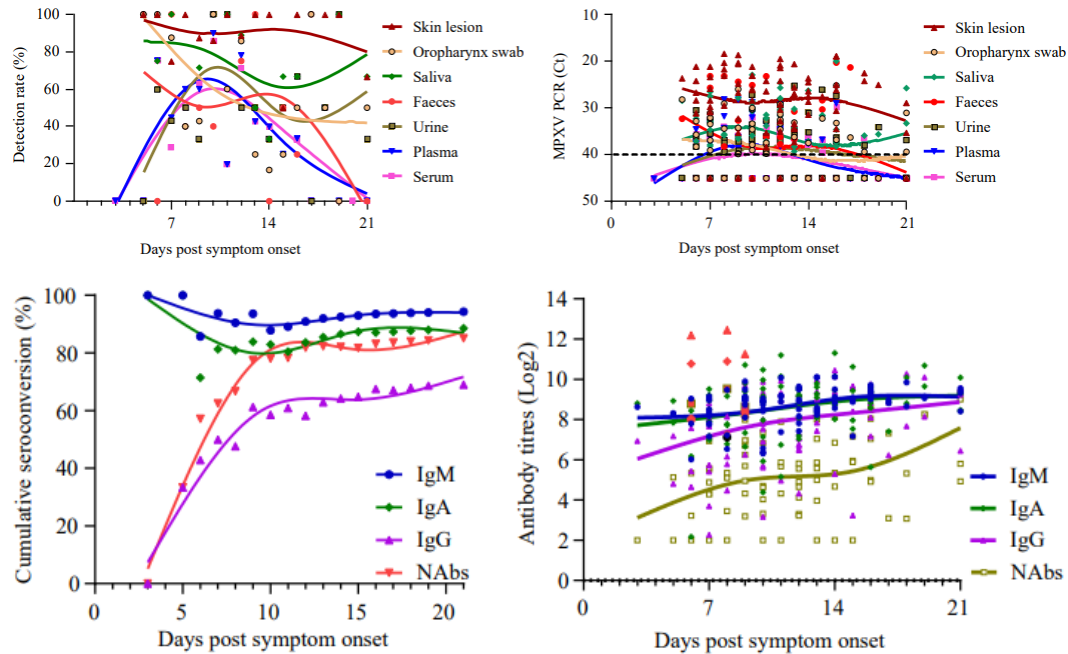 Detection rate (%)
100
80
60
40
20
0
7
14
21
Days post symptom onset
Skin lesion
Oropharynx swab
Saliva
Faeces
Urine
Plasma
Serum
MPXV PCR (Ct)
10
20
30
40
50
0
7
14
21
Days post symptom onset
Skin lesion
Oropharynx swab
Saliva
Faeces
Urine
Plasma
Serum
Cumulative seroconversion (%)
100
80
60
40
20
0
0
5
10
15
20
Days post symptom onset
IgM
IgA
IgG
NAbs
Antibody titres (Log2)
14
12
10
8
6
4
2
0
0
7
14
21
Days post symptom onset
IgM
IgA
IgG
NAbs